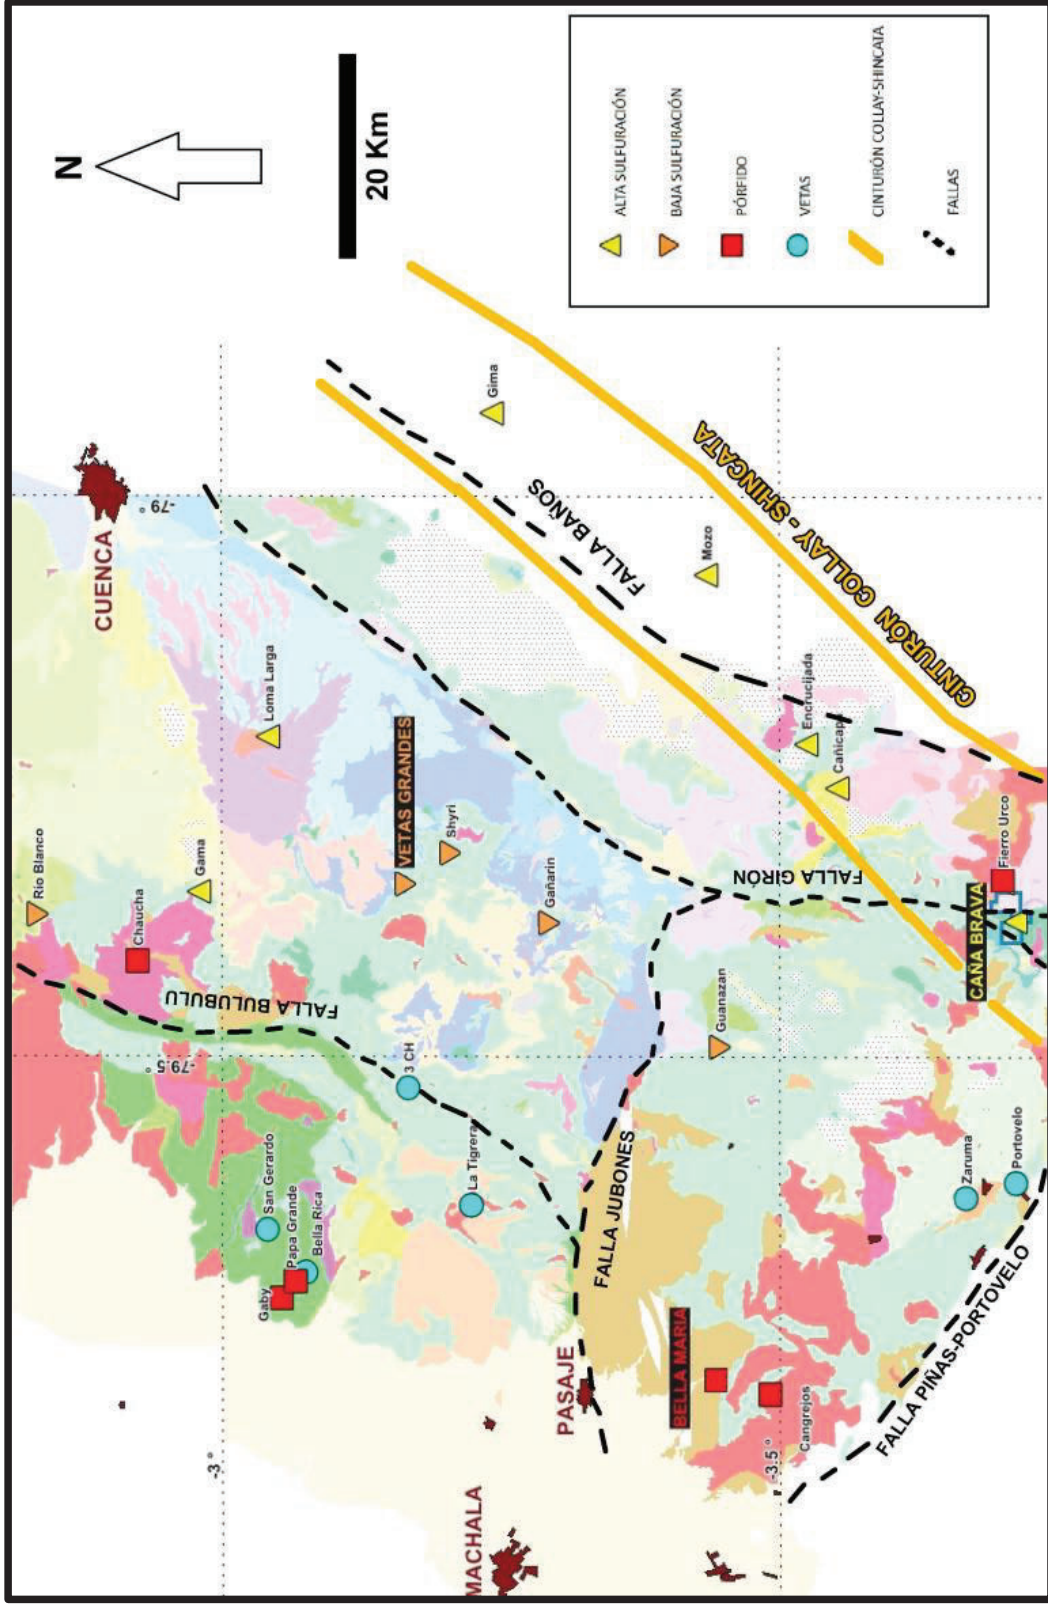 N
20 Km
ALTA SULFURACIÓN
BAJA SULFURACIÓN
PÓRFIDO
VETAS
CINTURÓN COLLAY-SHINCATA
FALLAS
CUENCA
-79 °
-79.5 °
-3 °
-3.5 °
Rio Blanco
Chaucha
Gama
Loma Larga
FALLA BULUBULU
VETAS GRANDES
Shyri
Gañarin
3 CH
La Tigrera
San Gerardo
Papa Grande
Bella Rica
Gaby
Gima
FALLA BAÑOS
Mozo
CINTURÓN COLLAY - SHINCATA
Encrucijada
Cañicapa
FALLA GIRÓN
Fierro Urco
CAÑA BRAVA
Guanazan
FALLA JUBONES
PASAJE
MACHALA
BELLA MARIA
Cangrejos
Zaruma
Portovelo
FALLA PIÑAS-PORTOVELO